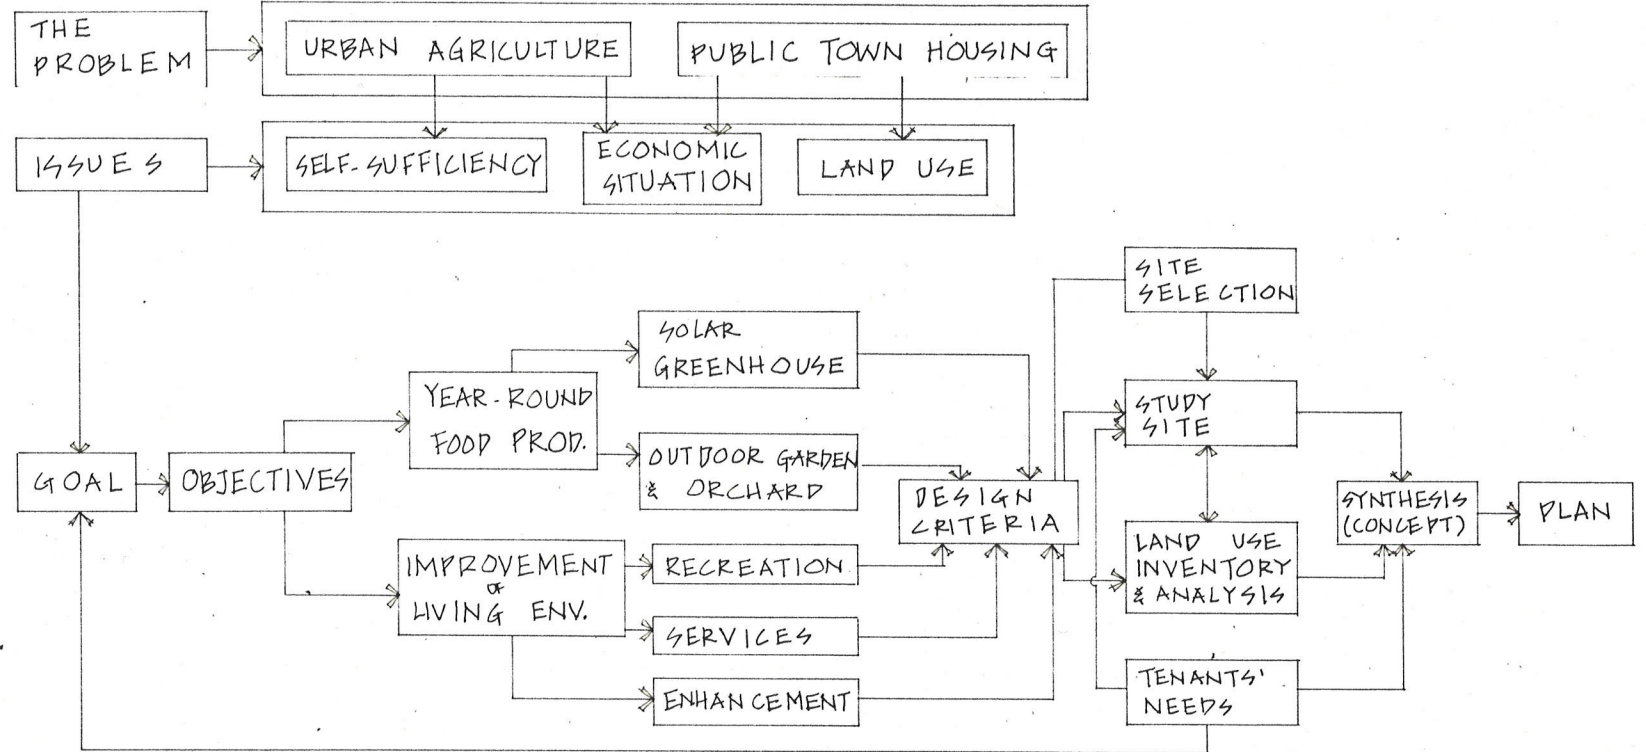 THE
PROBLEM
URBAN AGRICULTURE
PUBLIC TOWN HOUSING
ISSUES
SELF-SUFFICIENCY
ECONOMIC
SITUATION
LAND USE
SITE
SELECTION
SOLAR
GREENHOUSE
YEAR-ROUND
FOOD PROD.
STUDY
SITE
OUTDOOR GARDEN
& ORCHARD
GOAL
OBJECTIVES
DESIGN
CRITERIA
SYNTHESIS
(CONCEPT)
PLAN
IMPROVEMENT
OF
LIVING ENV.
RECREATION
LAND USE
INVENTORY
& ANALYSIS
SERVICES
ENHANCEMENT
TENANTS'
NEEDS